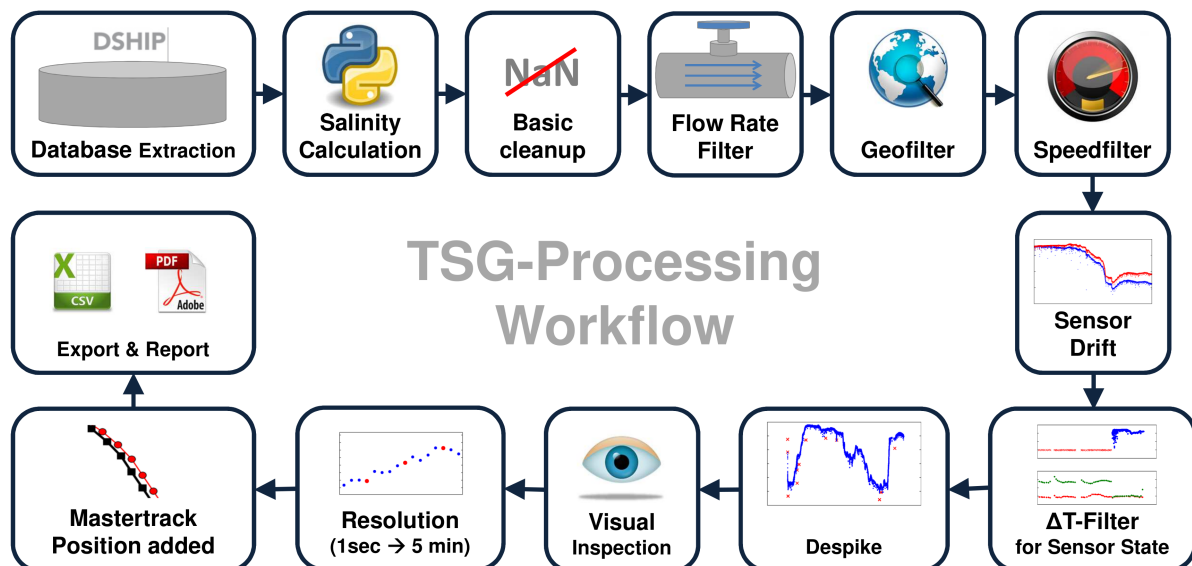 DSHIP
Database Extraction
Salinity
Calculation
NaN
Basic
cleanup
Flow Rate
Filter
Geofilter
Speedfilter
TSG-Processing
Workflow
Sensor
Drift
ΔT-Filter
for Sensor State
Despike
Visual
Inspection
Resolution
(1sec → 5 min)
Mastertrack
Position added
X
CSV
PDF
Adobe
Export & Report